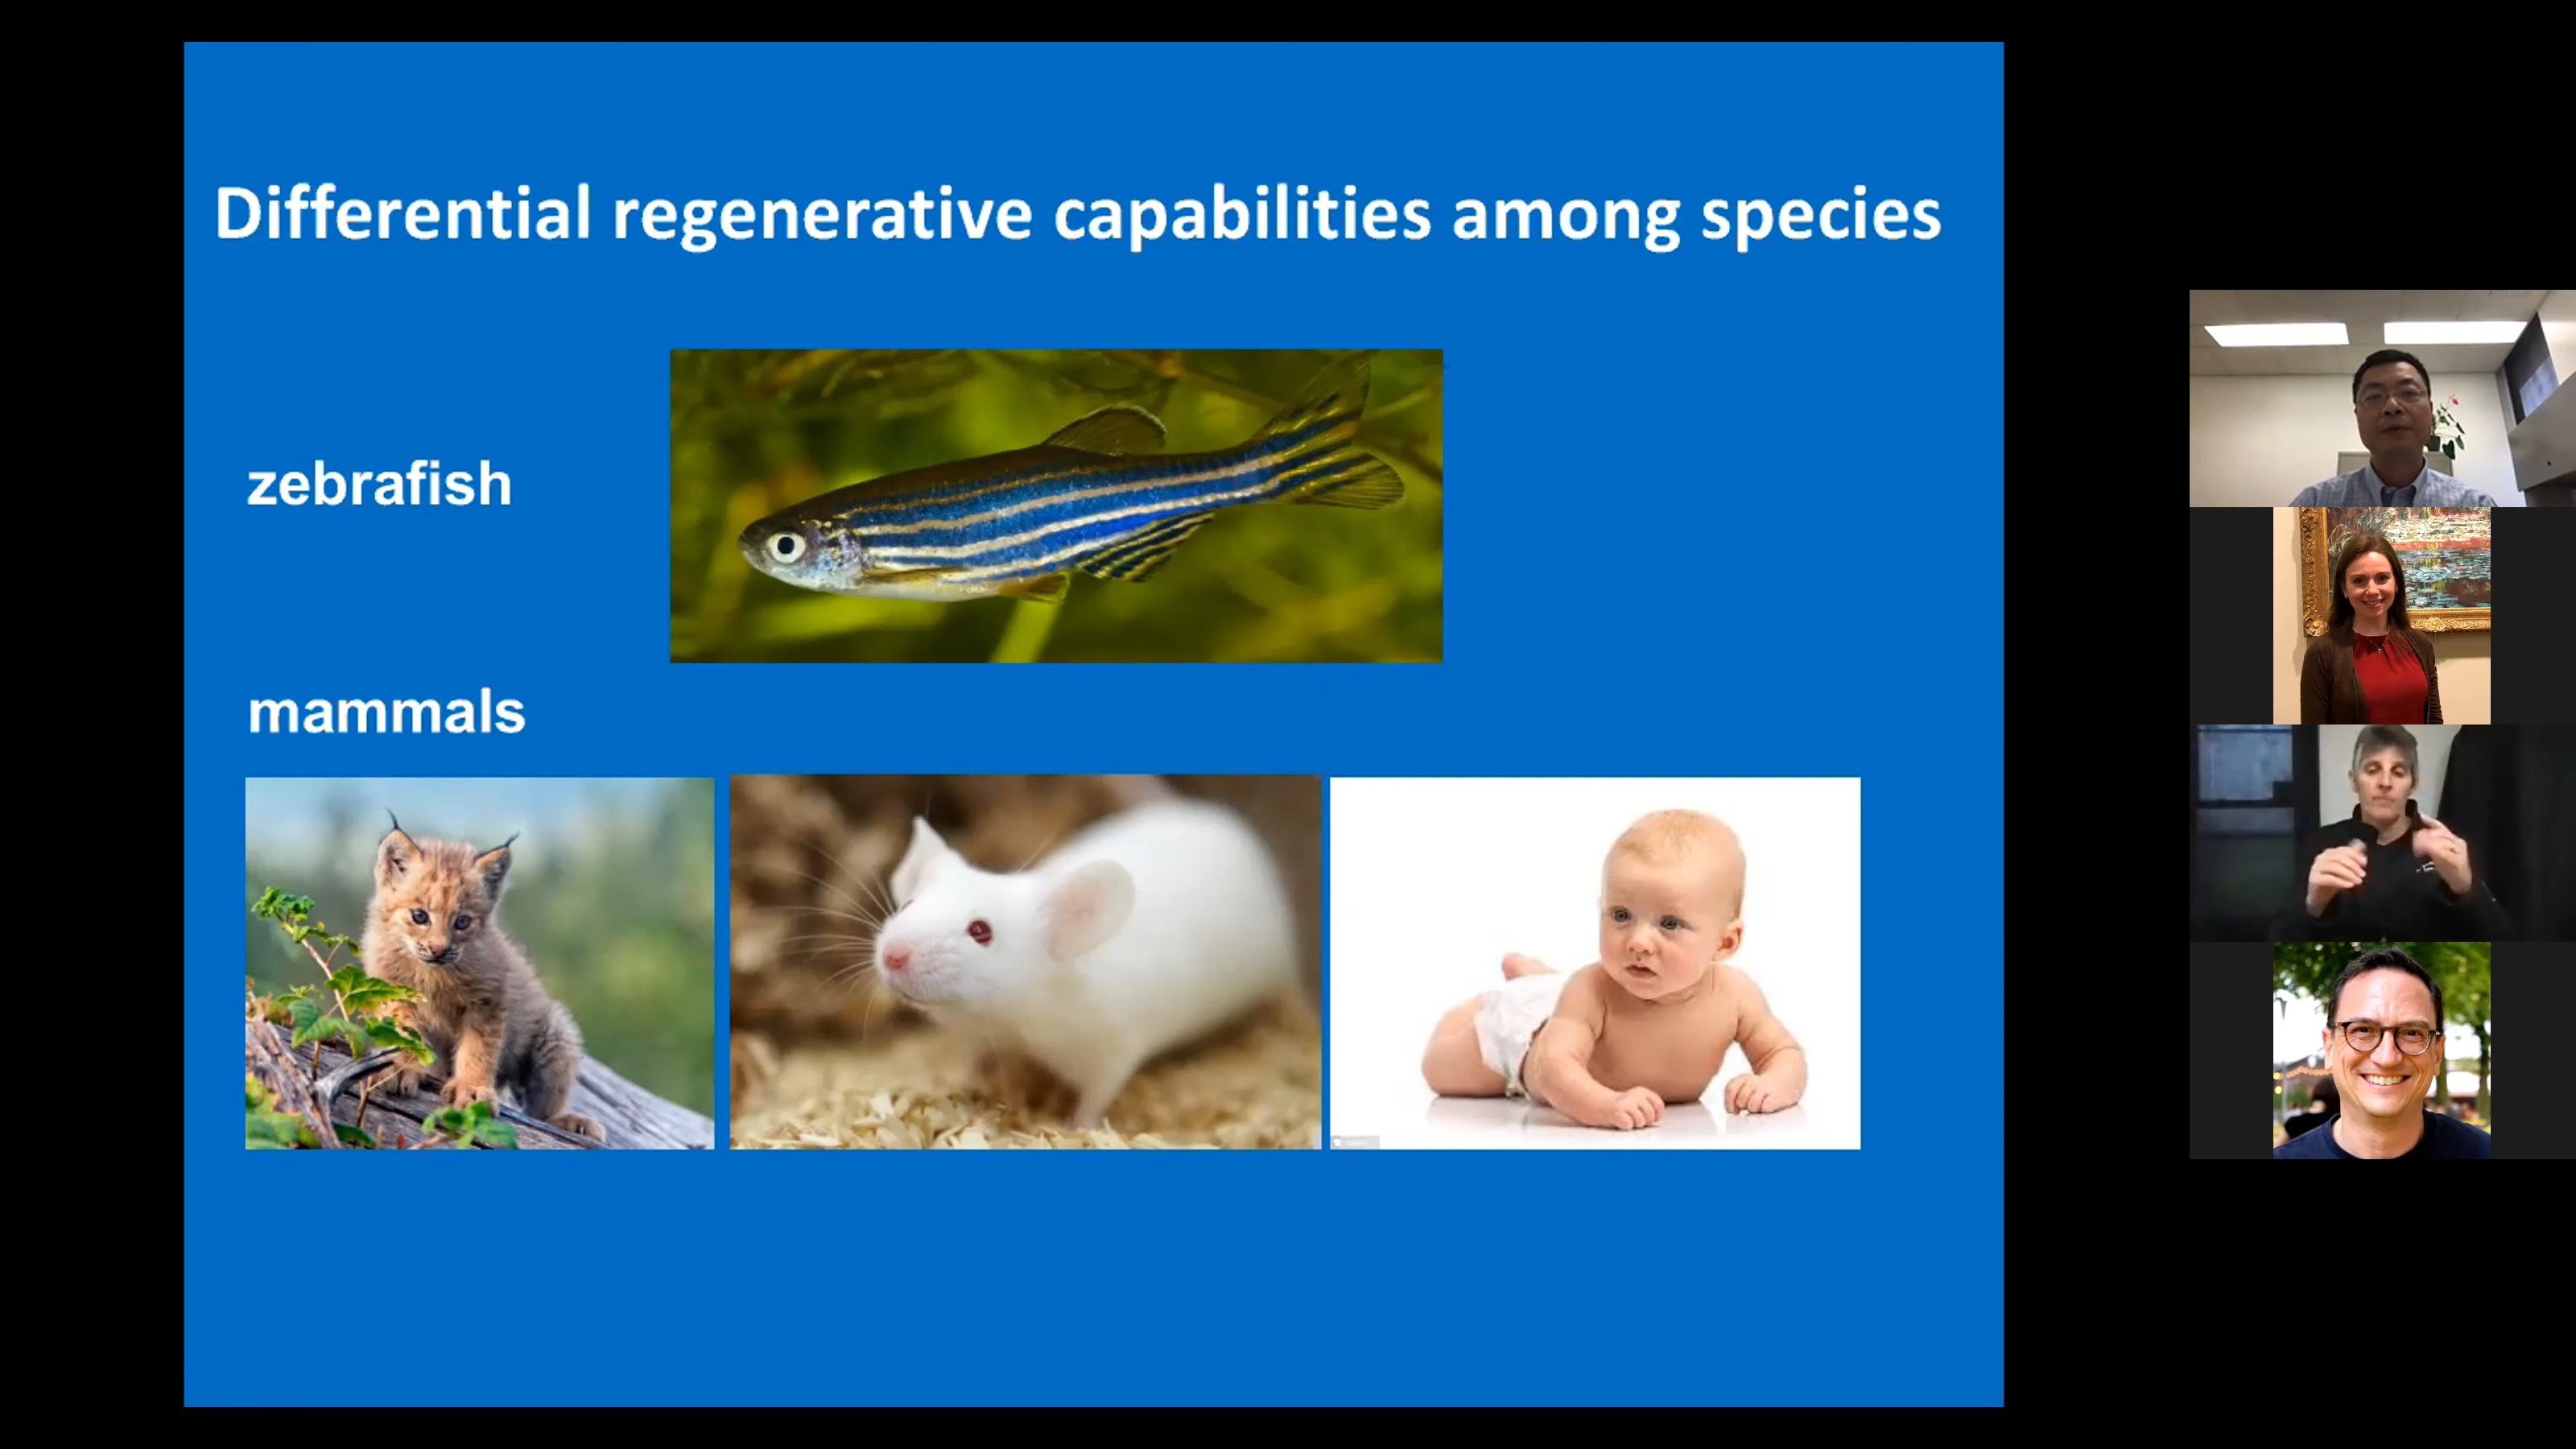 Differential regenerative capabilities among species
zebrafish
mammals